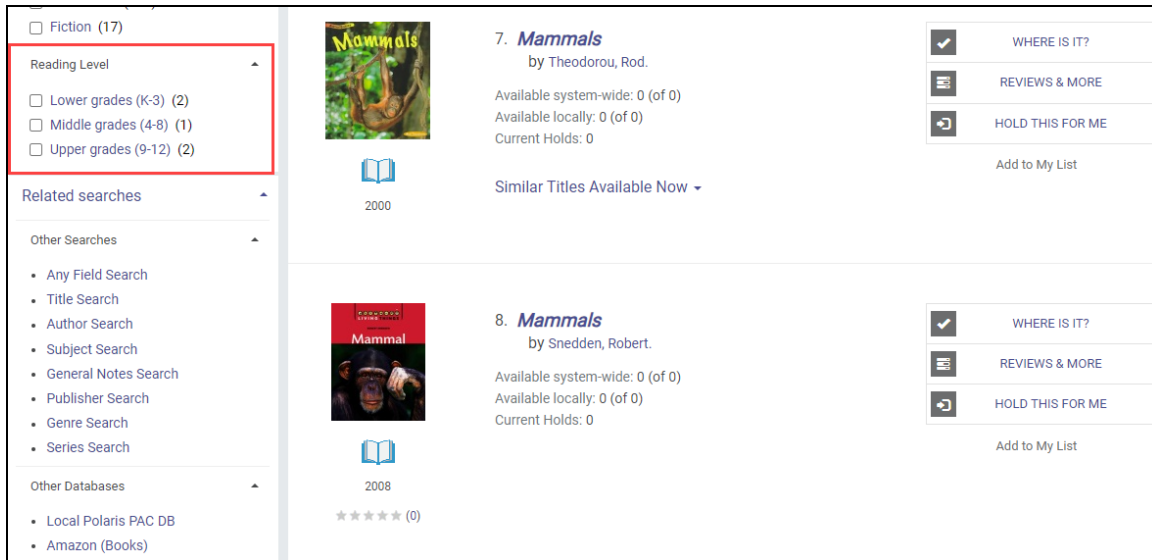 Fiction (17)
Reading Level
Lower grades (K-3) (2)
Middle grades (4-8) (1)
Upper grades (9-12) (2)
Related searches
Other Searches
• Any Field Search
• Title Search
• Author Search
• Subject Search
• General Notes Search
• Publisher Search
• Genre Search
• Series Search
Other Databases
• Local Polaris PAC DB
• Amazon (Books)
Mammals
2000
7. Mammals
by Theodorou, Rod.
Available system-wide: 0 (of 0)
Available locally: 0 (of 0)
Current Holds: 0
Similar Titles Available Now
WHERE IS IT?
REVIEWS & MORE
HOLD THIS FOR ME
Add to My List
Mammal
2008
(0)
8. Mammals
by Snedden, Robert.
Available system-wide: 0 (of 0)
Available locally: 0 (of 0)
Current Holds: 0
WHERE IS IT?
REVIEWS & MORE
HOLD THIS FOR ME
Add to My List